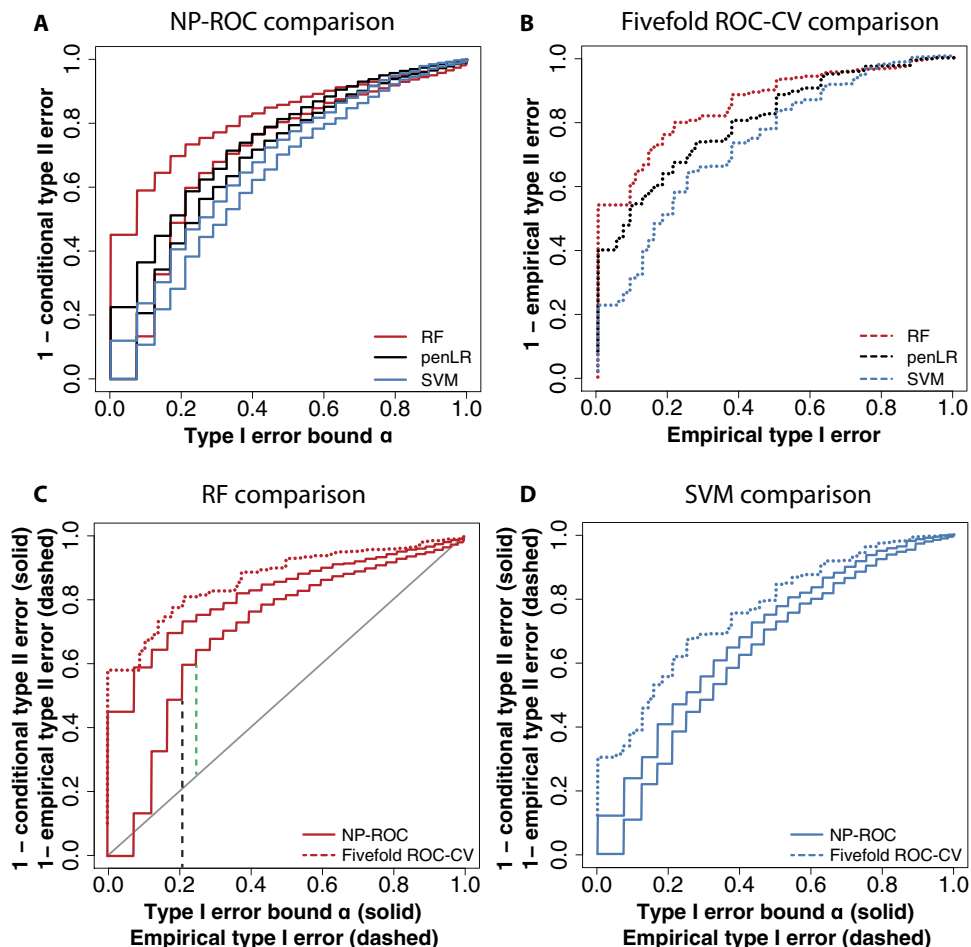 A
NP-ROC comparison
1 – conditional type II error
0.0 0.2 0.4 0.6 0.8 1.0
RF
penLR
SVM
0.0 0.2 0.4 0.6 0.8 1.0
Type I error bound α
B
Fivefold ROC-CV comparison
1 – empirical type II error
0.0 0.2 0.4 0.6 0.8 1.0
RF
penLR
SVM
0.0 0.2 0.4 0.6 0.8 1.0
Empirical type I error
C
RF comparison
1 – conditional type II error (solid)
1– empirical type II error (dashed)
0.0 0.2 0.4 0.6 0.8 1.0
NP-ROC
Fivefold ROC-CV
0.0 0.2 0.4 0.6 0.8 1.0
Type I error bound α (solid)
Empirical type I error (dashed)
D
SVM comparison
1 – conditional type II error (solid)
1– empirical type II error (dashed)
0.0 0.2 0.4 0.6 0.8 1.0
NP-ROC
Fivefold ROC-CV
0.0 0.2 0.4 0.6 0.8 1.0
Type I error bound α (solid)
Empirical type I error (dashed)